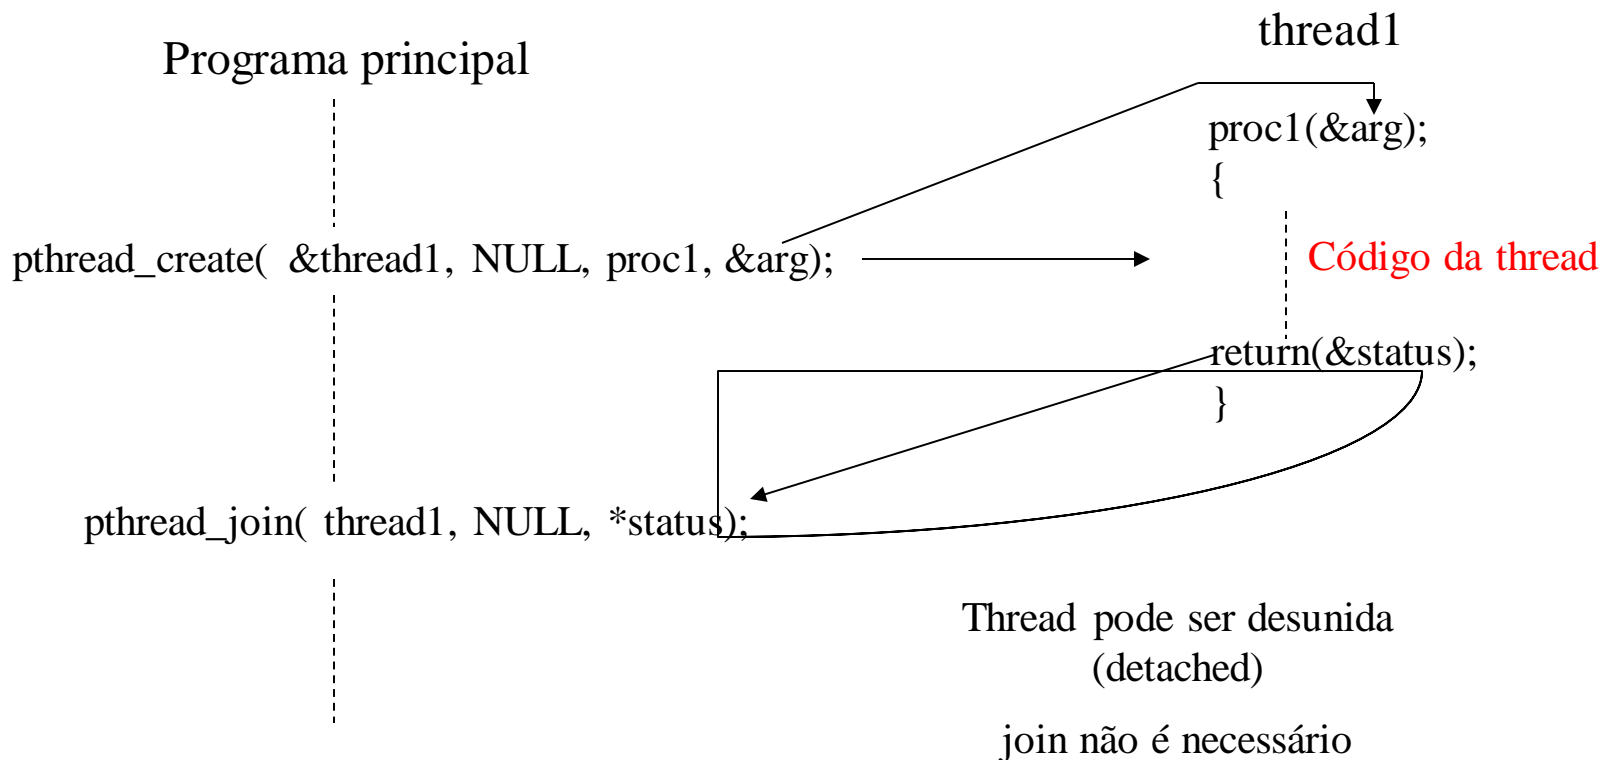 thread1
Programa principal
proc1(&arg);
{
pthread_create( &thread1, NULL, proc1, &arg);
Código da thread
return(&status);
}
pthread_join( thread1, NULL, *status);
Thread pode ser desunida
(detached)
join não é necessário